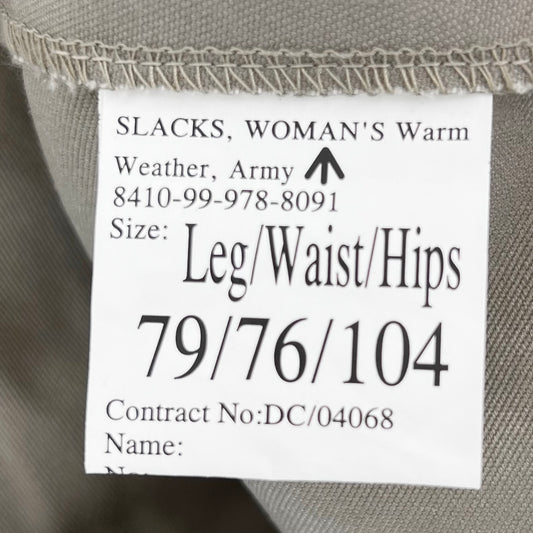 SLACKS, WOMAN'S Warm
Weather, Army
8410-99-978-8091
Size: Leg/Waist/Hips
79/76/104
Contract No:DC/04068
Name: